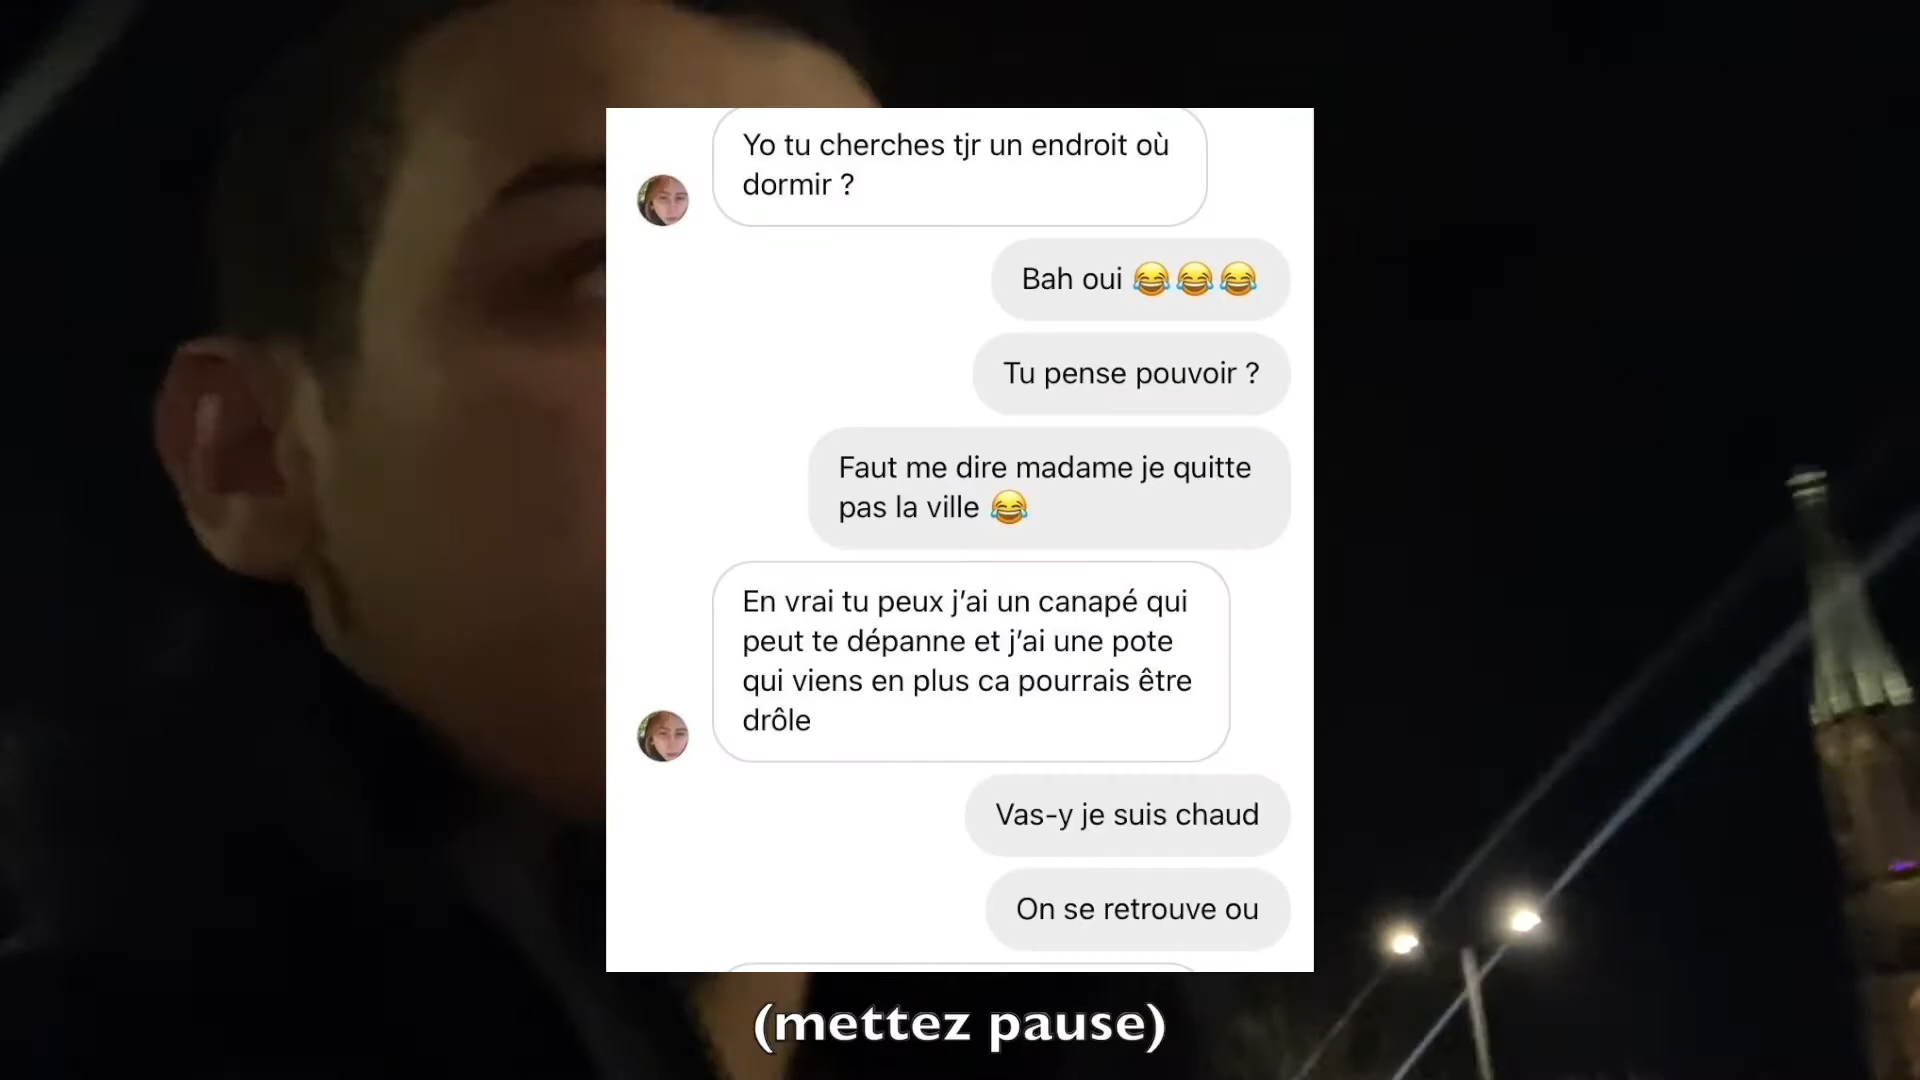 Yo tu cherches tjr un endroit où
dormir ?
Bah oui 😂😂😂
Tu pense pouvoir ?
Faut me dire madame je quitte
pas la ville 😂
En vrai tu peux j’ai un canapé qui
peut te dépanne et j’ai une pote
qui viens en plus ca pourrais être
drôle
Vas-y je suis chaud
On se retrouve ou
(mettez pause)